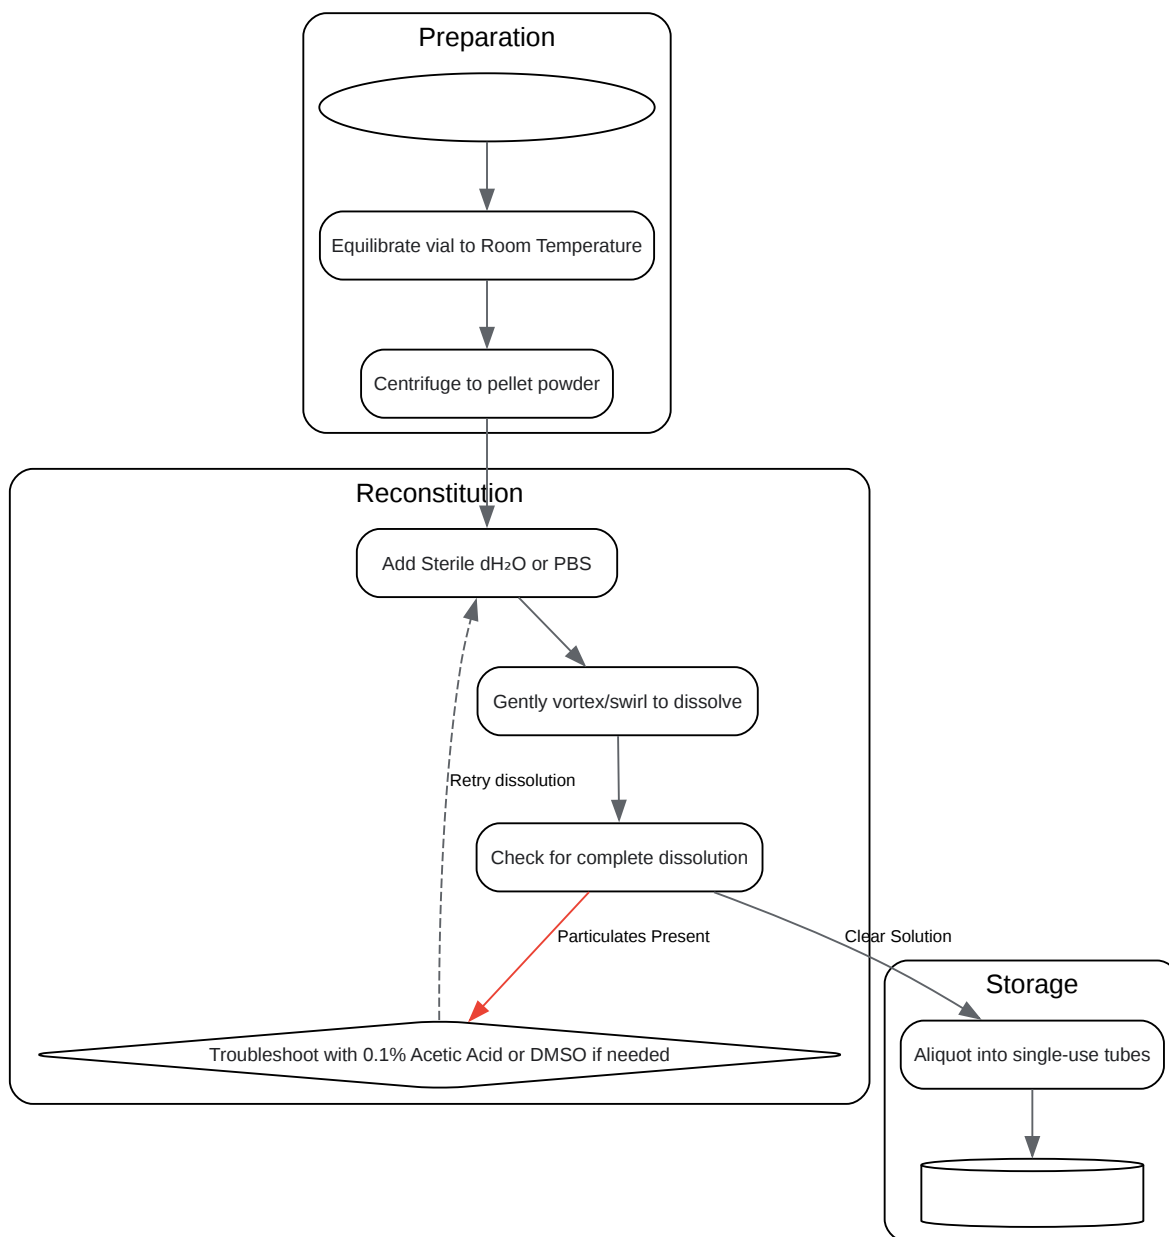 Preparation
Equilibrate vial to Room Temperature
Centrifuge to pellet powder
Reconstitution
Add Sterile dH₂O or PBS
Gently vortex/swirl to dissolve
Retry dissolution
Check for complete dissolution
Particulates Present
Clear Solution
Troubleshoot with 0.1% Acetic Acid or DMSO if needed
Storage
Aliquot into single-use tubes